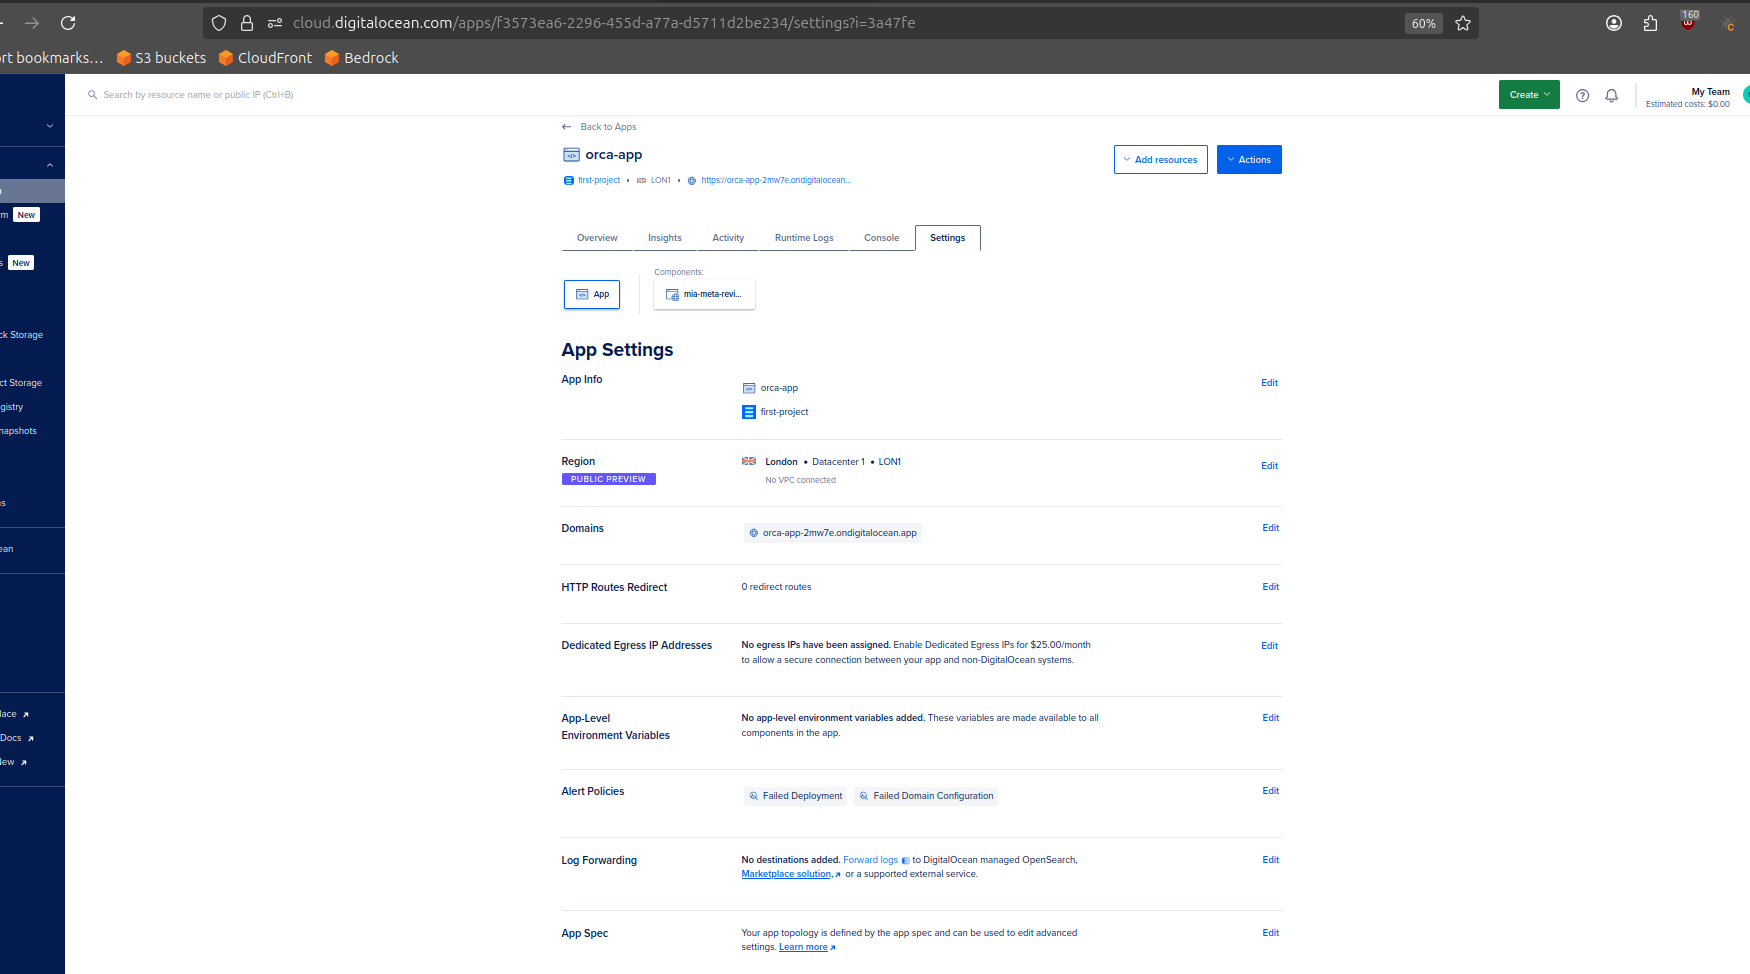 cloud.digitalocean.com/apps/f3573ea6-2296-455d-a77a-d5711d2be234/settings?i=3a47fe
60%
160
rt bookmarks…
S3 buckets
CloudFront
Bedrock
Search by resource name or public IP (Ctrl+B)
Create
My Team
Estimated costs: $0.00
Back to Apps
orca-app
Add resources
Actions
first-project • LON1 • https://orca-app-2mw7e.ondigitalocean...
New
New
ck Storage
ct Storage
gistry
napshots
ns
ean
lace
Docs
New
Overview
Insights
Activity
Runtime Logs
Console
Settings
Components:
App
mia-meta-revi...
App Settings
App Info
orca-app
first-project
Edit
Region
PUBLIC PREVIEW
London • Datacenter 1 • LON1
No VPC connected
Edit
Domains
orca-app-2mw7e.ondigitalocean.app
Edit
HTTP Routes Redirect
0 redirect routes
Edit
Dedicated Egress IP Addresses
No egress IPs have been assigned. Enable Dedicated Egress IPs for $25.00/month
to allow a secure connection between your app and non-DigitalOcean systems.
Edit
App-Level
Environment Variables
No app-level environment variables added. These variables are made available to all
components in the app.
Edit
Alert Policies
Failed Deployment
Failed Domain Configuration
Edit
Log Forwarding
No destinations added. Forward logs to DigitalOcean managed OpenSearch,
Marketplace solution, or a supported external service.
Edit
App Spec
Your app topology is defined by the app spec and can be used to edit advanced
settings. Learn more
Edit